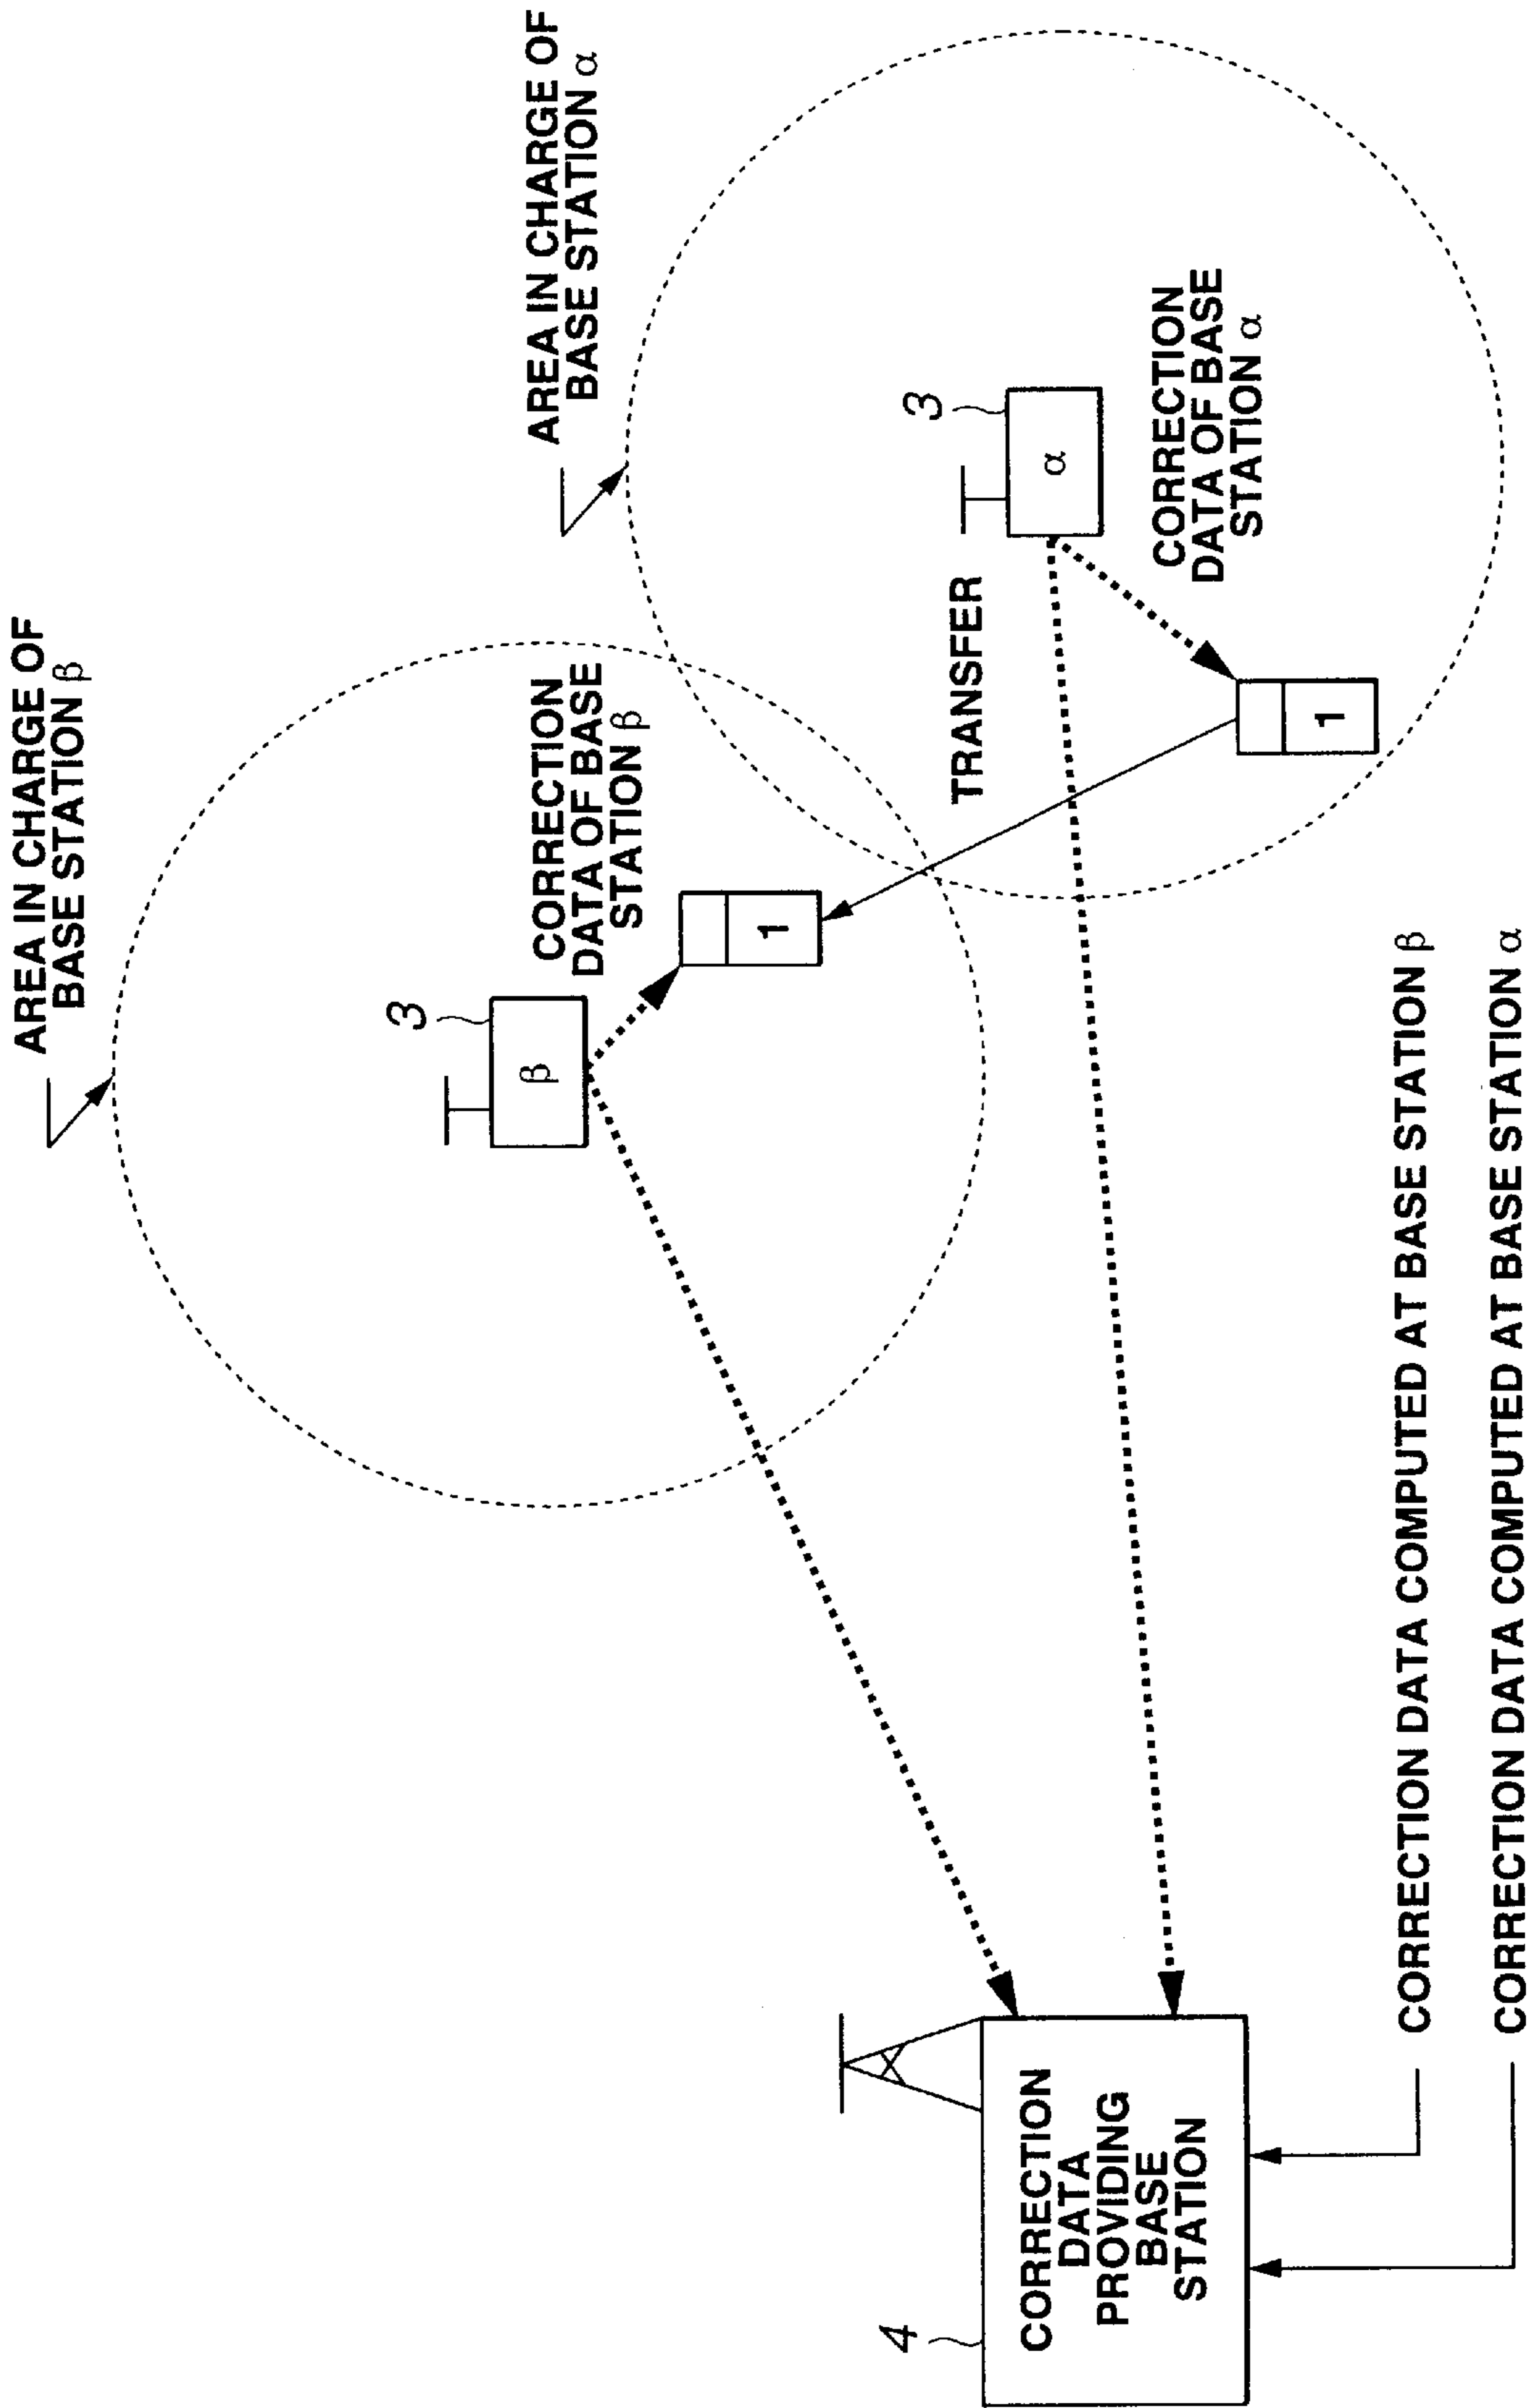 AREA IN CHARGE OF
BASE STATION β
AREA IN CHARGE OF
BASE STATION α
3
β
CORRECTION
DATA OF BASE
STATION β
1
3
α
TRANSFER
CORRECTION
DATA OF BASE
STATION α
1
4
CORRECTION
DATA
PROVIDING
BASE
STATION
CORRECTION DATA COMPUTED AT BASE STATION β
CORRECTION DATA COMPUTED AT BASE STATION α